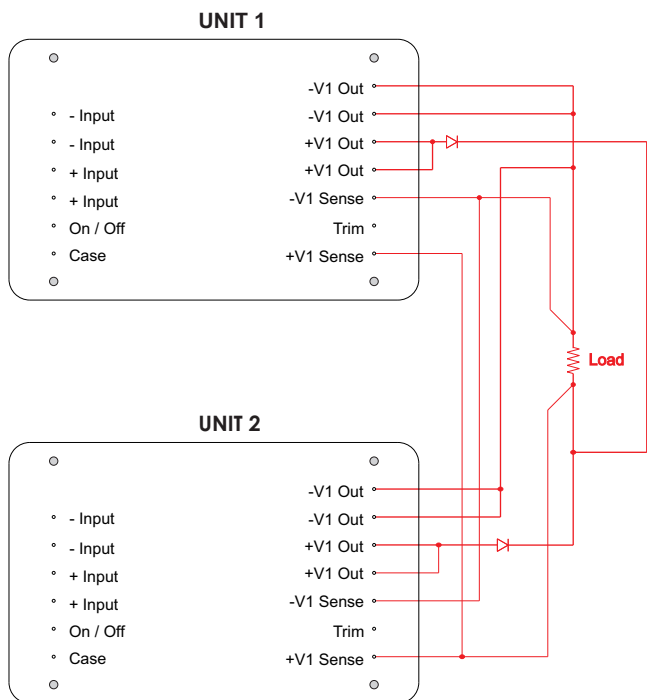 UNIT 1
-V1 Out
- Input
-V1 Out
- Input
+V1 Out
+ Input
+V1 Out
+ Input
-V1 Sense
On / Off
Trim
Case
+V1 Sense
Load
UNIT 2
-V1 Out
- Input
-V1 Out
- Input
+V1 Out
+ Input
+V1 Out
+ Input
-V1 Sense
On / Off
Trim
Case
+V1 Sense